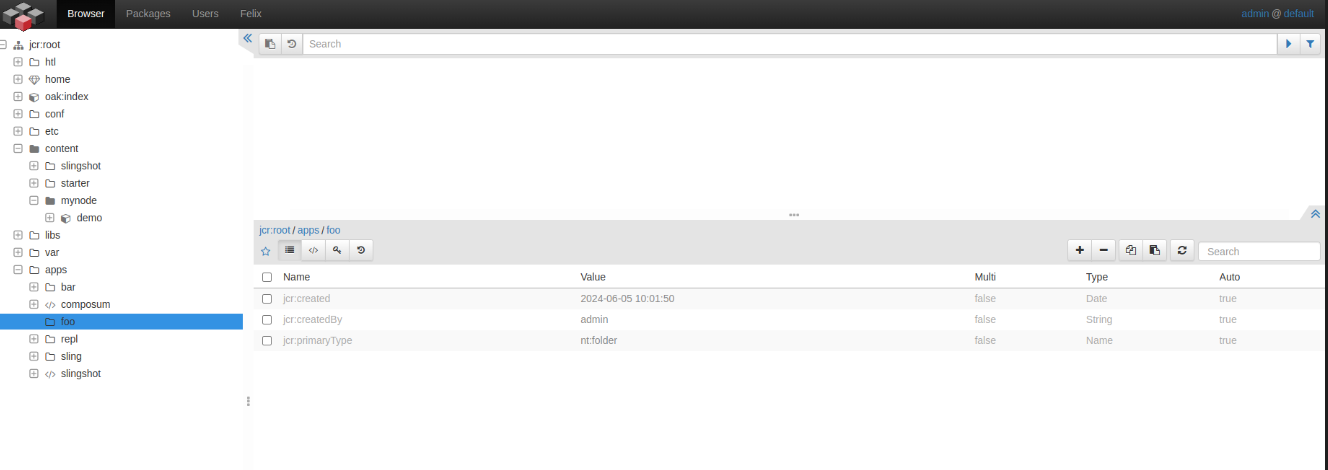 Browser Packages Users Felix admin @ default
jcr:root
htl
home
oak:index
conf
etc
content
slingshot
starter
mynode
demo
libs
var
apps
bar
composum
foo
repl
sling
slingshot
Search
jcr:root / apps / foo
Search
Name Value Multi Type Auto
jcr:created 2024-06-05 10:01:50 false Date true
jcr:createdBy admin false String true
jcr:primaryType nt:folder false Name true